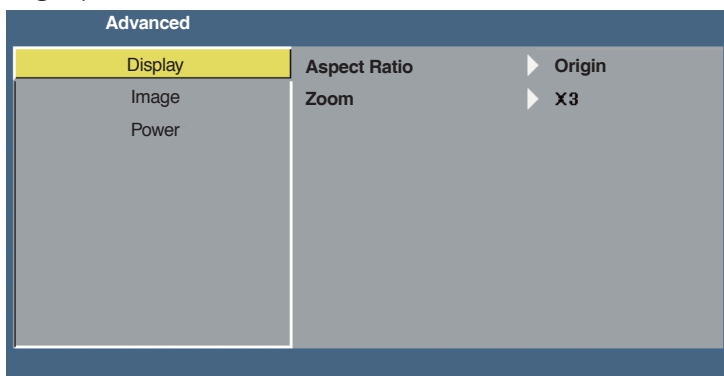 Advanced
Display
Image
Power
Aspect Ratio Origin
Zoom X3